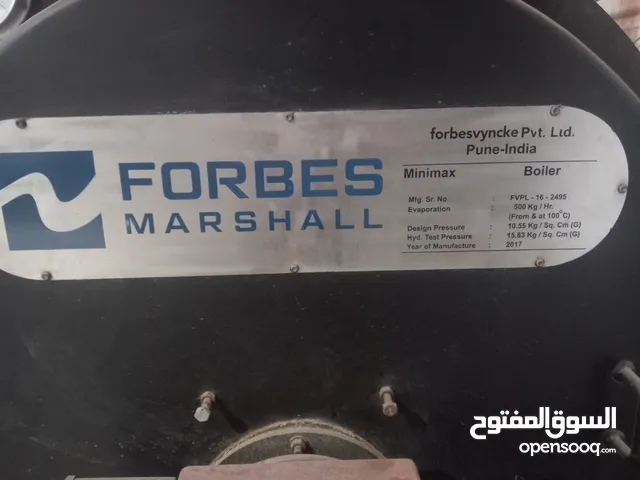 FORBES
MARSHALL
forbesvyncke Pvt. Ltd.
Pune-India
Minimax Boiler
Mfg. Sr. No. : FVPL - 16 - 2495
Evaporation : 500 Kg / Hr.
(From & at 100°C)
Design Pressure : 10.55 Kg / Sq. Cm (G)
Hyd. Test Pressure : 15.83 Kg / Sq. Cm (G)
Year of Manufacture : 2017
السوق المفتوح
opensooq.com